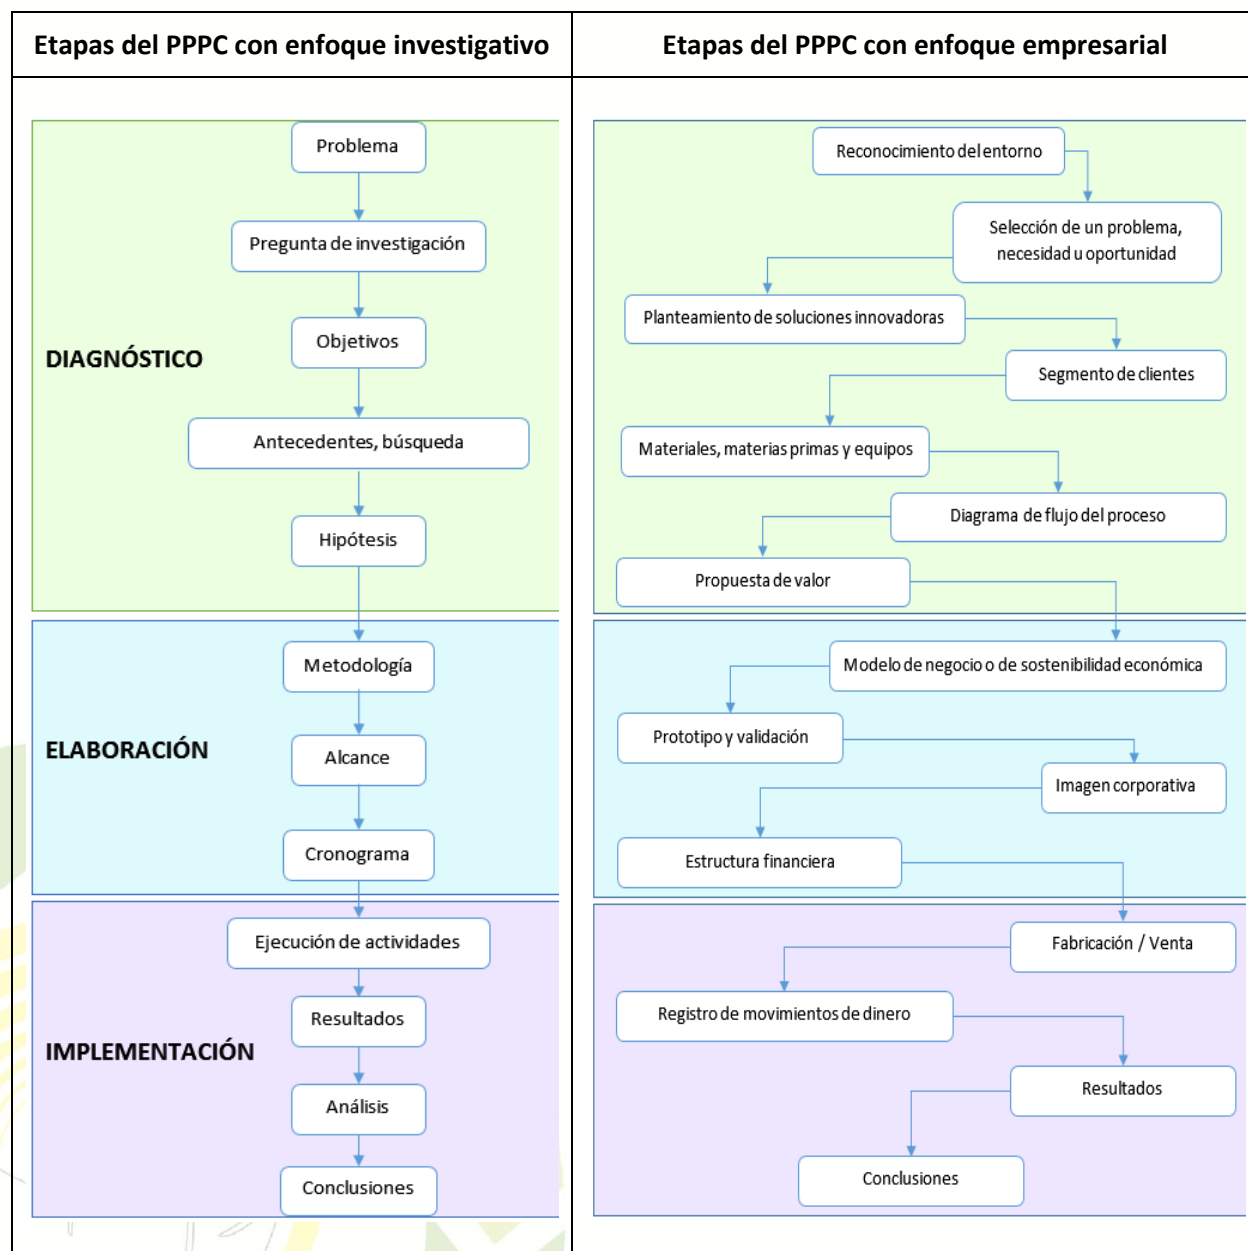 Etapas del PPPC con enfoque investigativo
Problema
Pregunta de investigación
Objetivos
DIAGNÓSTICO
Antecedentes, búsqueda
Hipótesis
Metodología
ELABORACIÓN
Alcance
Cronograma
Ejecución de actividades
Resultados
IMPLEMENTACIÓN
Análisis
Conclusiones
Etapas del PPPC con enfoque empresarial
Reconocimiento del entorno
Selección de un problema,
necesidad u oportunidad
Planteamiento de soluciones innovadoras
Segmento de clientes
Materiales, materias primas y equipos
Diagrama de flujo del proceso
Propuesta de valor
Modelo de negocio o de sostenibilidad económica
Prototipo y validación
Imagen corporativa
Estructura financiera
Fabricación / Venta
Registro de movimientos de dinero
Resultados
Conclusiones